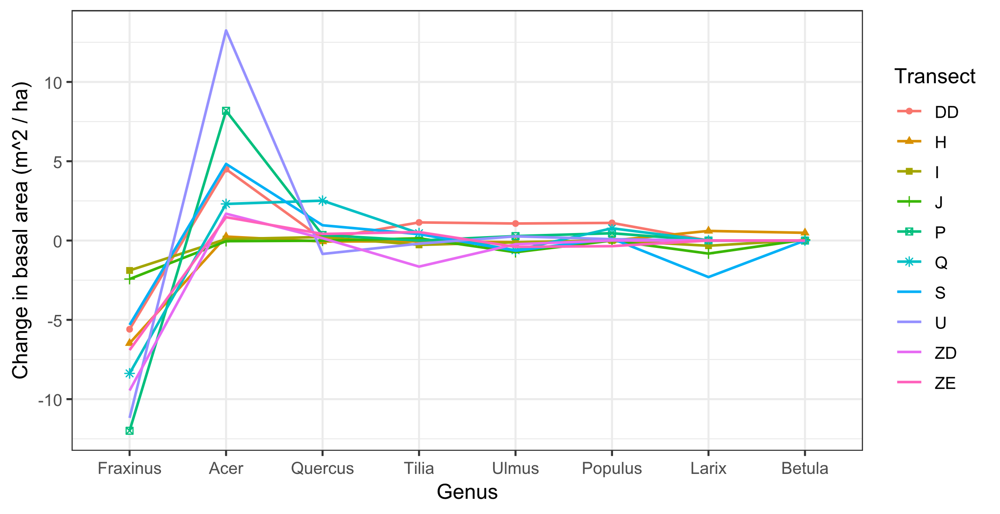 Change in basal area (m^2 / ha)
10
5
0
-5
-10
Fraxinus
Acer
Quercus
Tilia
Ulmus
Populus
Larix
Betula
Genus
Transect
DD
H
I
J
P
Q
S
U
ZD
ZE